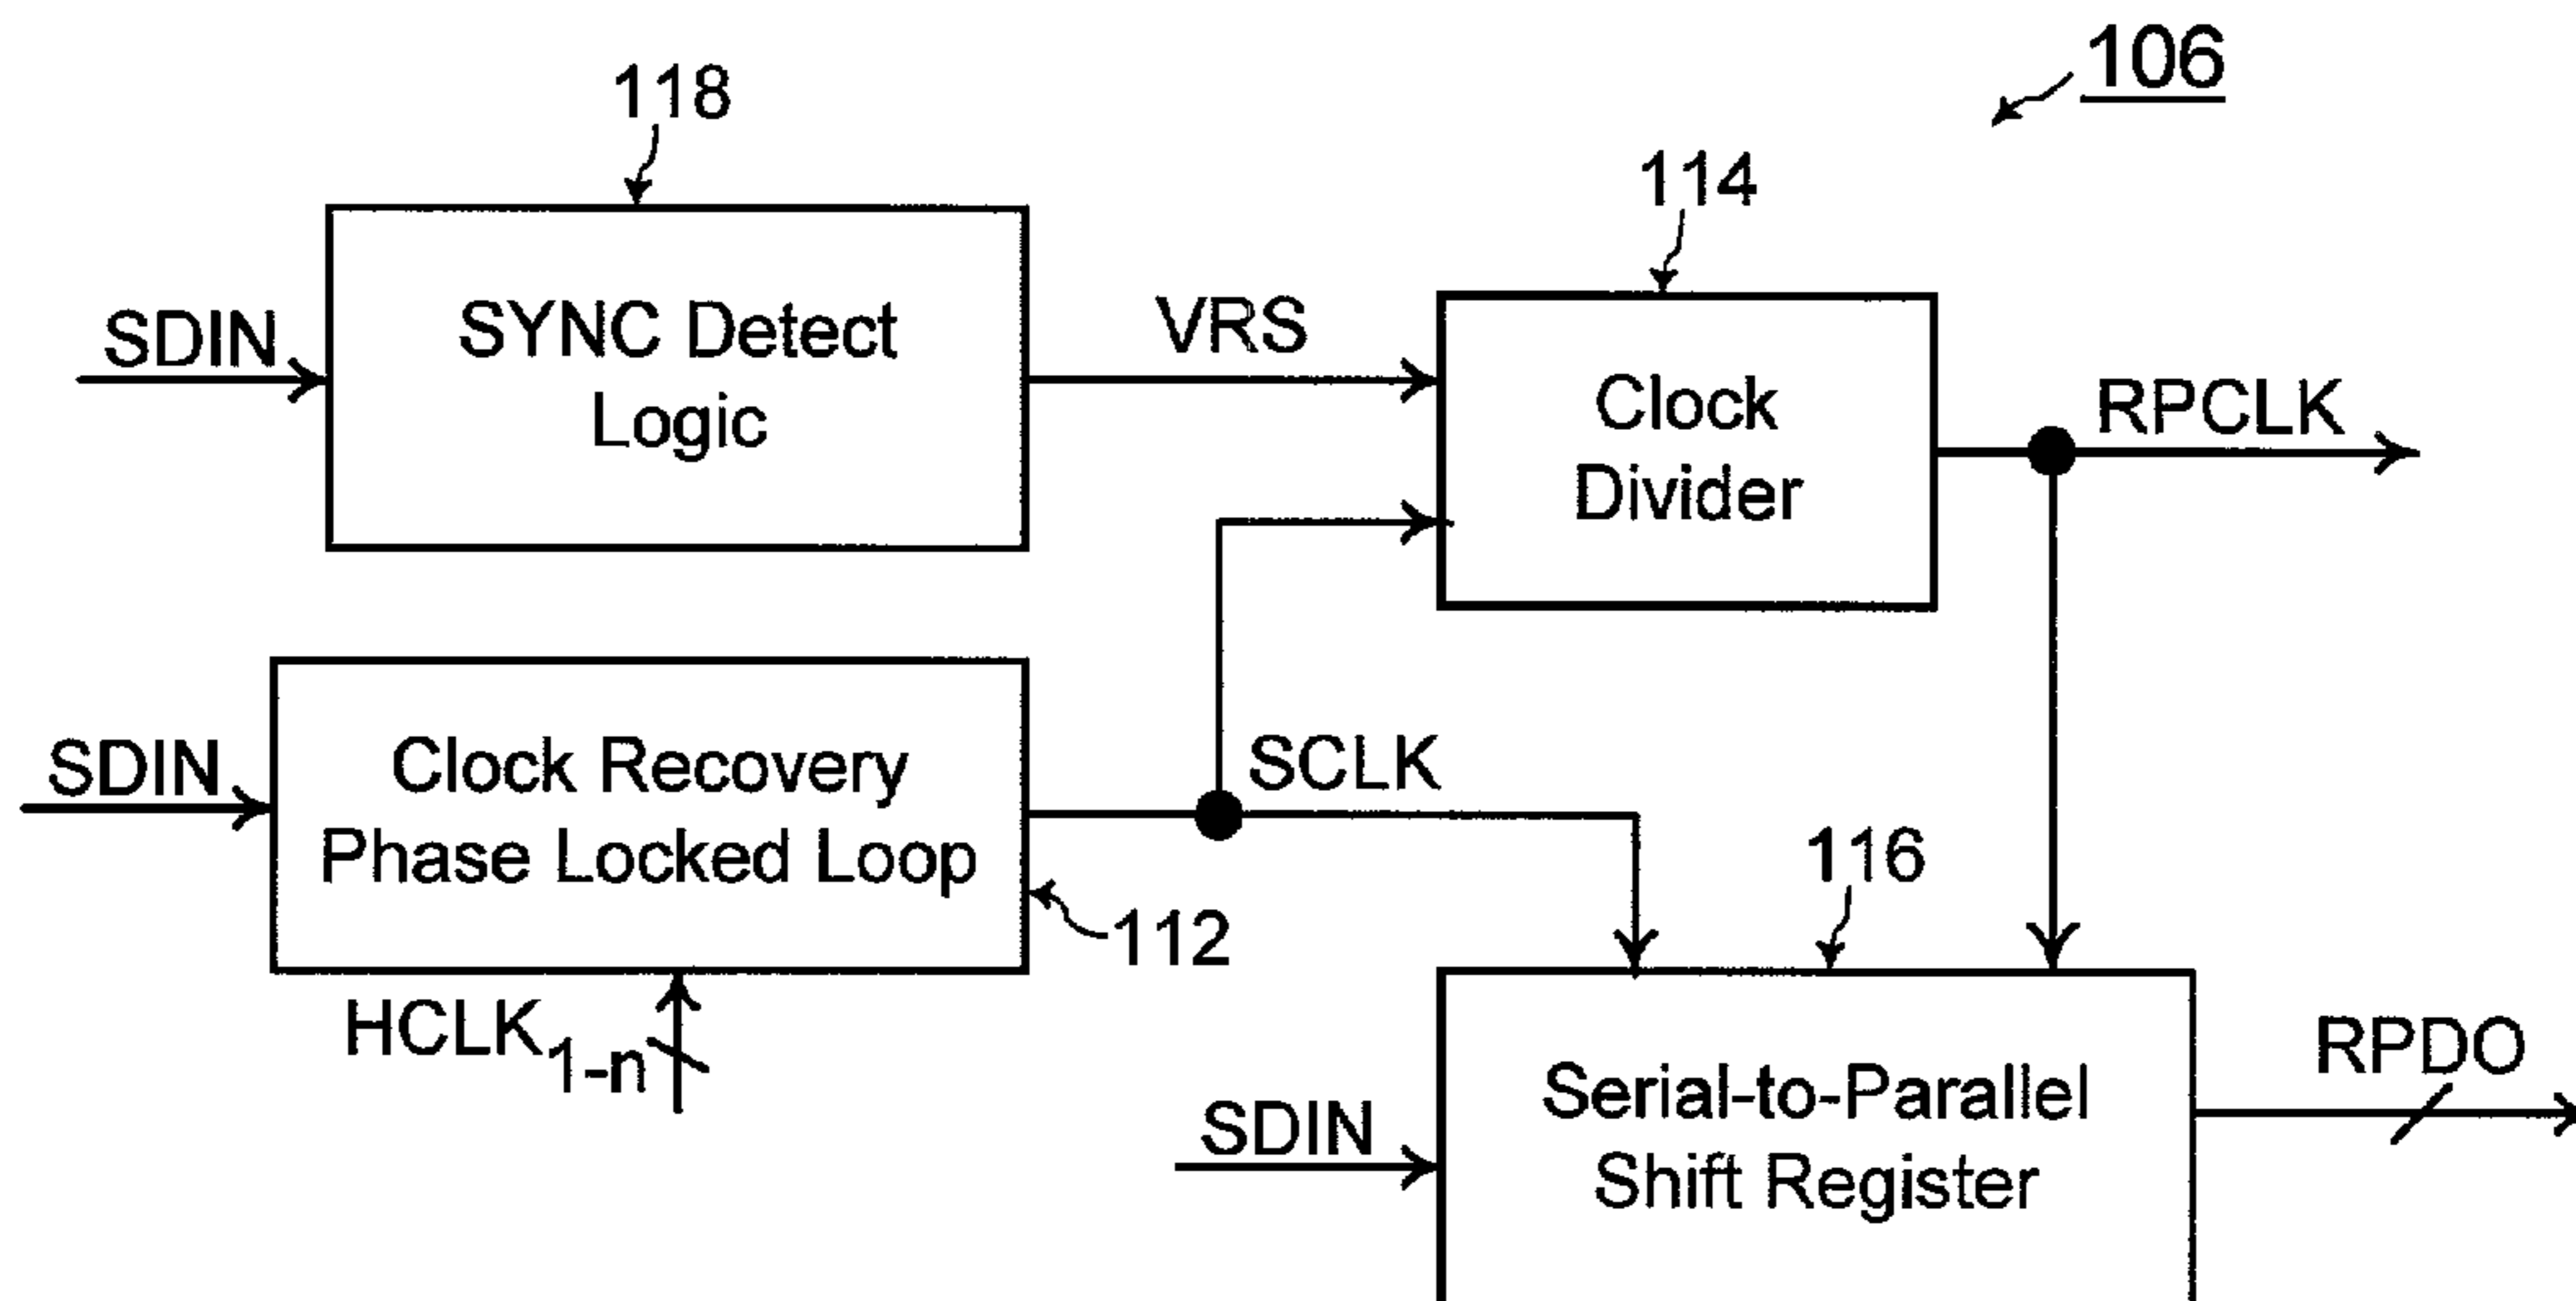 106
118
114
SDIN
SYNC Detect
Logic
VRS
Clock
Divider
RPCLK
SDIN
Clock Recovery
Phase Locked Loop
SCLK
112
116
HCLK1-n
SDIN
Serial-to-Parallel
Shift Register
RPDO